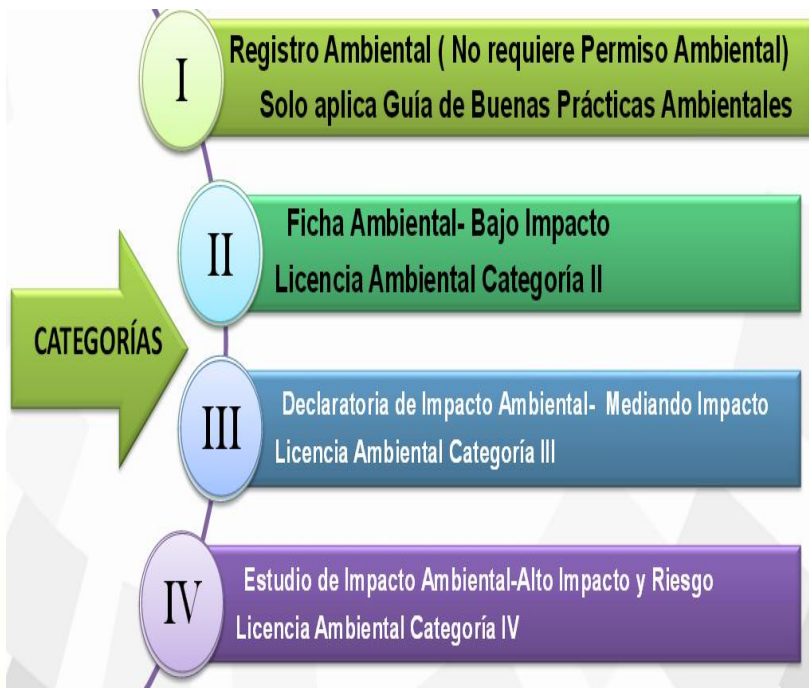 I
Registro Ambiental ( No requiere Permiso Ambiental)
Solo aplica Guía de Buenas Prácticas Ambientales
II
Ficha Ambiental- Bajo Impacto
Licencia Ambiental Categoría II
CATEGORÍAS
III
Declaratoria de Impacto Ambiental- Mediando Impacto
Licencia Ambiental Categoría III
IV
Estudio de Impacto Ambiental-Alto Impacto y Riesgo
Licencia Ambiental Categoría IV